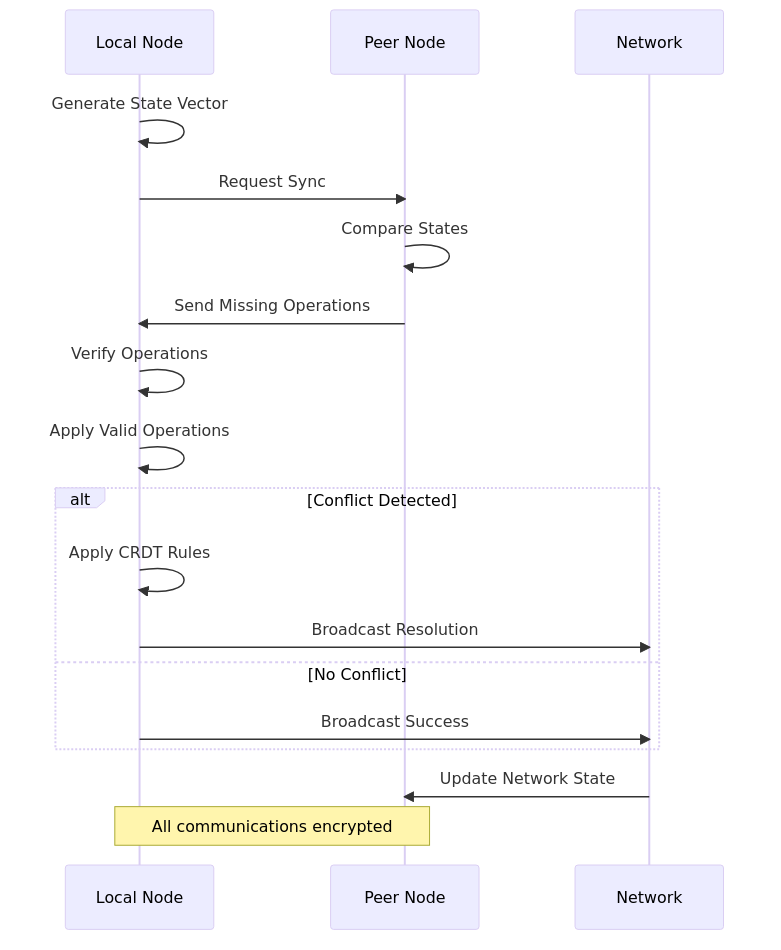 Local Node
Peer Node
Network
Generate State Vector
Request Sync
Compare States
Send Missing Operations
Verify Operations
Apply Valid Operations
alt
[Conflict Detected]
Apply CRDT Rules
Broadcast Resolution
[No Conflict]
Broadcast Success
Update Network State
All communications encrypted
Local Node
Peer Node
Network